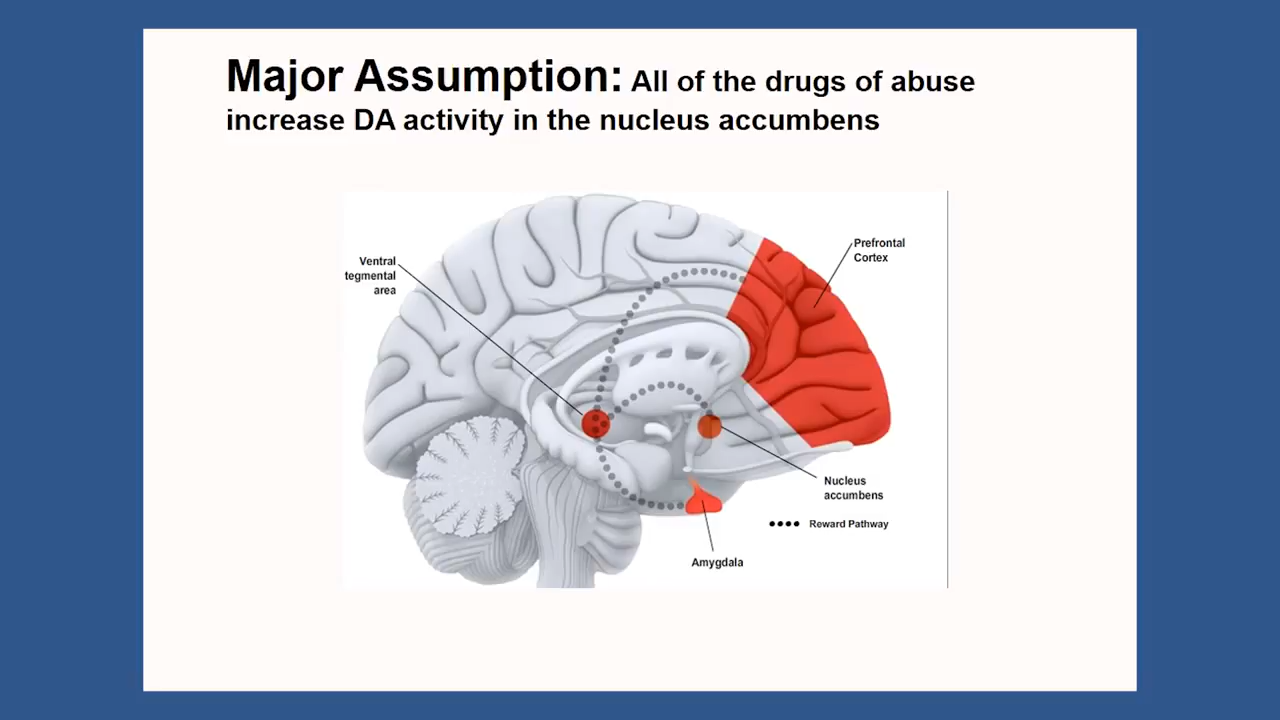 Major Assumption: All of the drugs of abuse
increase DA activity in the nucleus accumbens
Prefrontal
Cortex
Ventral
tegmental
area
Nucleus
accumbens
Reward Pathway
Amygdala